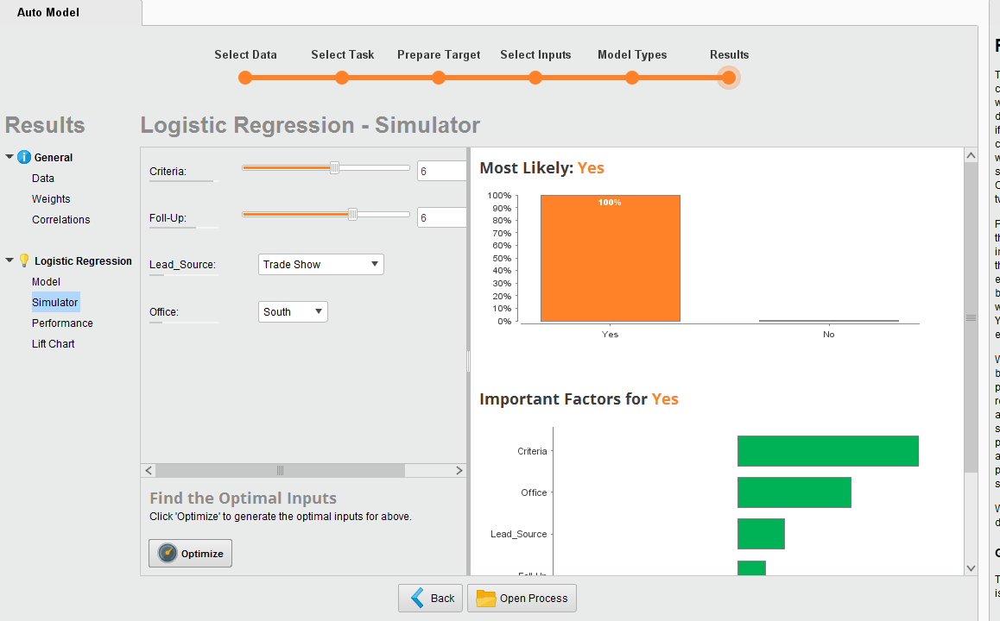 Auto Model
Select Data
Select Task
Prepare Target
Select Inputs
Model Types
Results
Results
General
Data
Weights
Correlations
Logistic Regression
Model
Simulator
Performance
Lift Chart
Logistic Regression - Simulator
Criteria:
6
Foll-Up:
6
Lead_Source:
Trade Show
Office:
South
Find the Optimal Inputs
Click 'Optimize' to generate the optimal inputs for above.
Optimize
Most Likely: Yes
100%
90%
80%
70%
60%
50%
40%
30%
20%
10%
0%
100%
Yes
No
Important Factors for Yes
Criteria
Office
Lead_Source
Back
Open Process